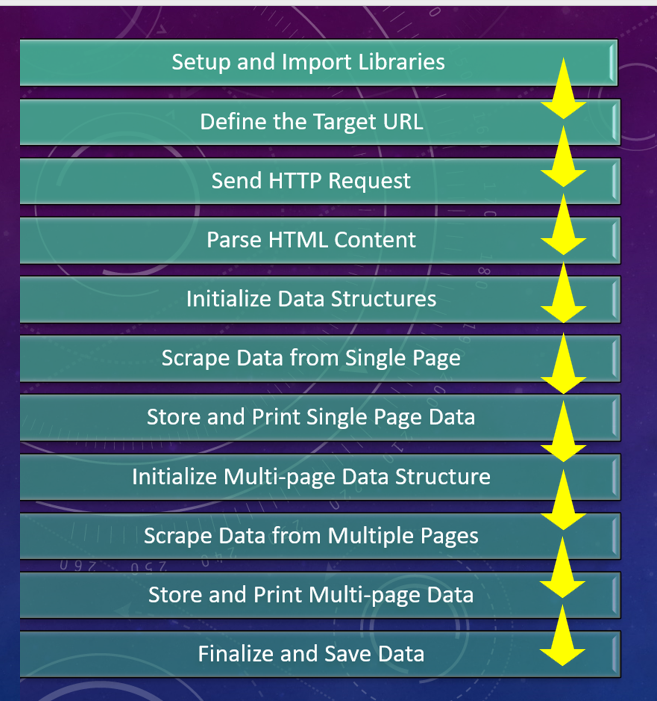 Setup and Import Libraries
Define the Target URL
Send HTTP Request
Parse HTML Content
Initialize Data Structures
Scrape Data from Single Page
Store and Print Single Page Data
Initialize Multi-page Data Structure
Scrape Data from Multiple Pages
Store and Print Multi-page Data
Finalize and Save Data